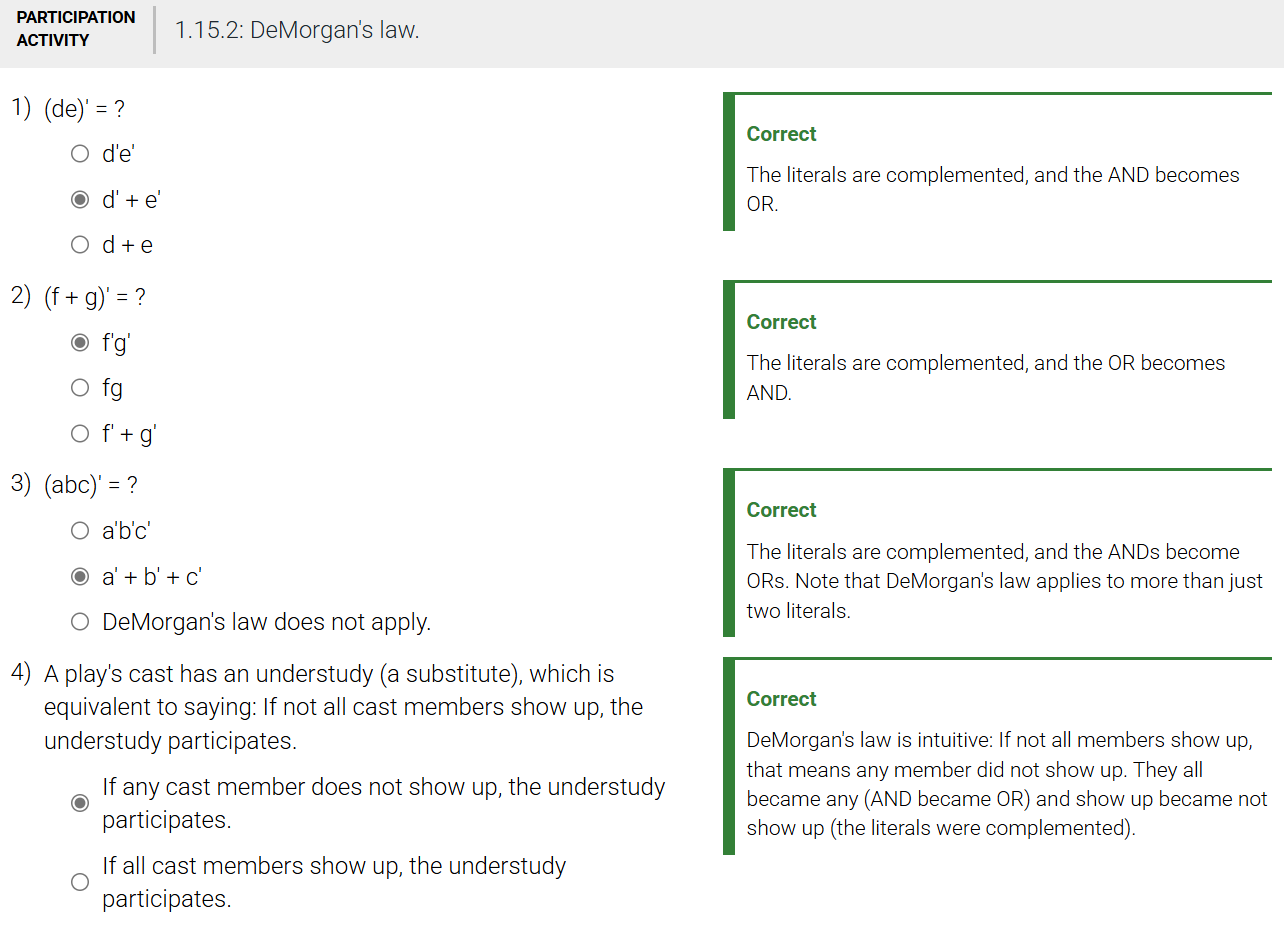 PARTICIPATION
ACTIVITY
1.15.2: DeMorgan's law.
1) (de)' = ?
d'e'
d' + e'
d + e
Correct
The literals are complemented, and the AND becomes
OR.
2) (f + g)' = ?
f'g'
fg
f' + g'
Correct
The literals are complemented, and the OR becomes
AND.
3) (abc)' = ?
a'b'c'
a' + b' + c'
DeMorgan's law does not apply.
Correct
The literals are complemented, and the ANDs become
ORs. Note that DeMorgan's law applies to more than just
two literals.
4) A play's cast has an understudy (a substitute), which is
equivalent to saying: If not all cast members show up, the
understudy participates.
If any cast member does not show up, the understudy
participates.
If all cast members show up, the understudy
participates.
Correct
DeMorgan's law is intuitive: If not all members show up,
that means any member did not show up. They all
became any (AND became OR) and show up became not
show up (the literals were complemented).